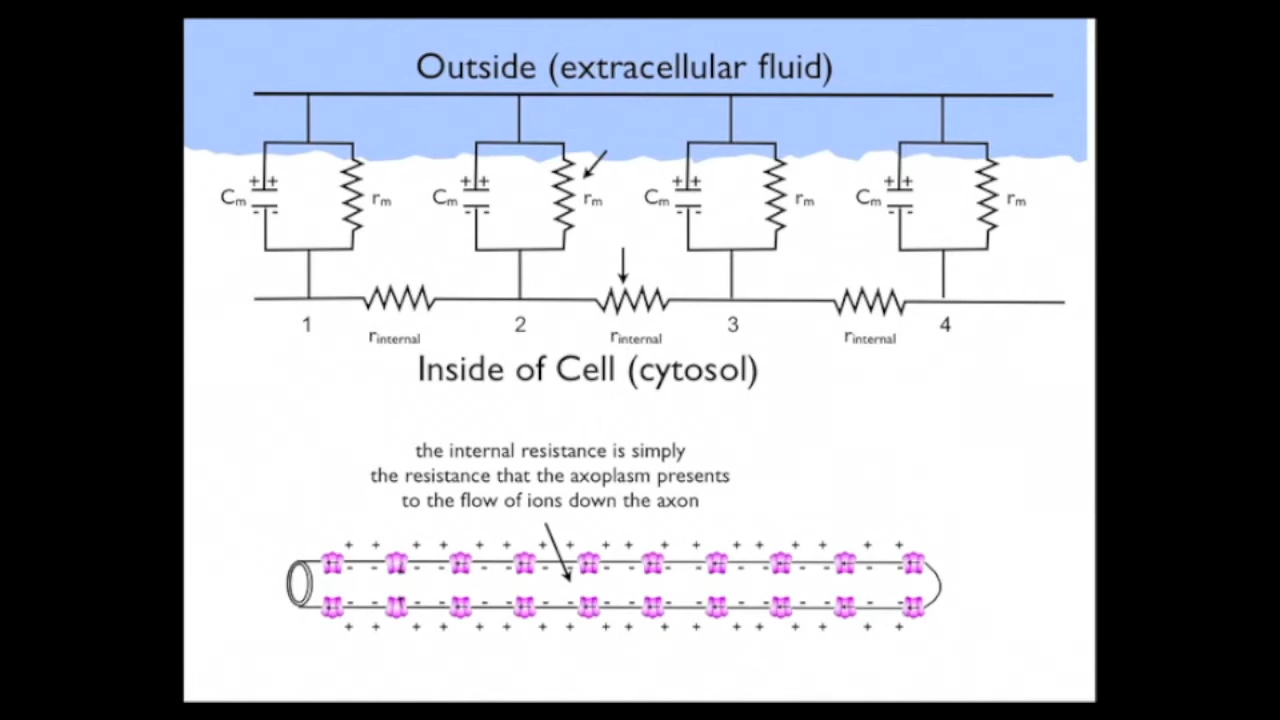 Outside (extracellular fluid)
+ + + + + + + +
Cm rm Cm rm Cm rm Cm rm
- - - - - - - -
1 2 3 4
rinternal rinternal rinternal
Inside of Cell (cytosol)
the internal resistance is simply
the resistance that the axoplasm presents
to the flow of ions down the axon